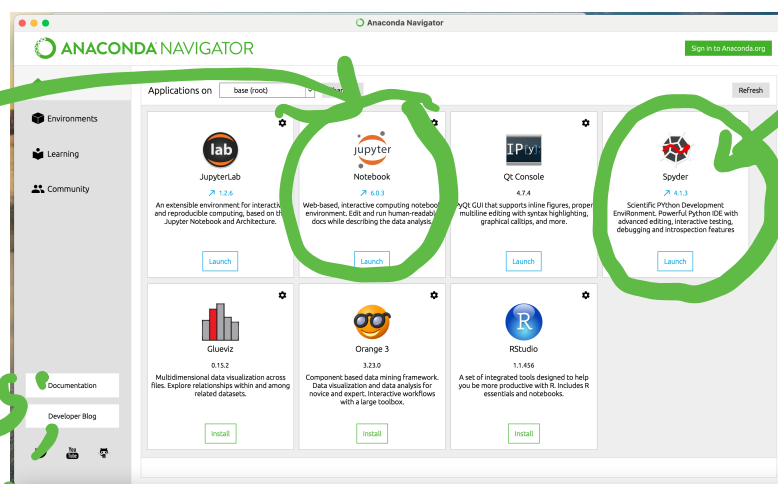 Anaconda Navigator
ANACONDA NAVIGATOR
Sign in to Anaconda.org
Applications on
base (root)
Refresh
Environments
Learning
Community
Documentation
Developer Blog
You
Tube
lab
JupyterLab
1.2.6
An extensible environment for interactive
and reproducible computing, based on the
Jupyter Notebook and Architecture.
Launch
jupyter
Notebook
6.0.3
Web-based, interactive computing notebook
environment. Edit and run human-readable
docs while describing the data analysis.
Launch
IP[y]:
Qt Console
4.7.4
PyQt GUI that supports inline figures, proper
multiline editing with syntax highlighting,
graphical calltips, and more.
Launch
Spyder
4.1.3
Scientific PYthon Development
EnviRonment. Powerful Python IDE with
advanced editing, interactive testing,
debugging and introspection features
Launch
Glueviz
0.15.2
Multidimensional data visualization across
files. Explore relationships within and among
related datasets.
Install
Orange 3
3.23.0
Component based data mining framework.
Data visualization and data analysis for
novice and expert. Interactive workflows
with a large toolbox.
Install
R
RStudio
1.1.456
A set of integrated tools designed to help
you be more productive with R. Includes R
essentials and notebooks.
Install